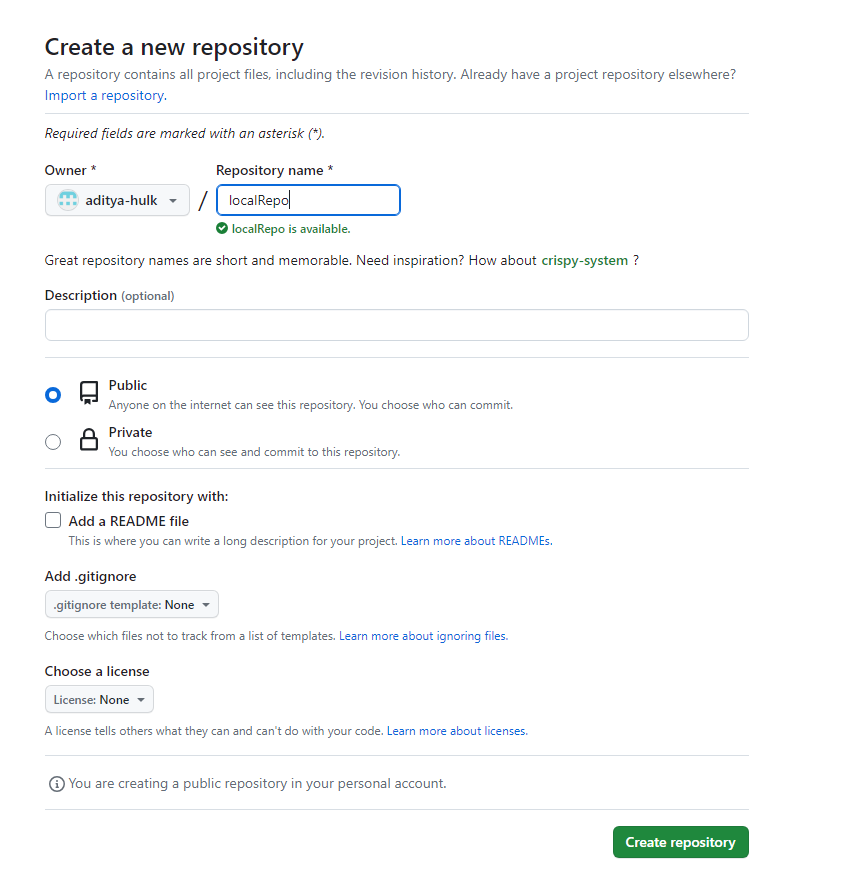 Create a new repository
A repository contains all project files, including the revision history. Already have a project repository elsewhere?
Import a repository.
Required fields are marked with an asterisk (*).
Owner *
Repository name *
aditya-hulk
/
localRepo
localRepo is available.
Great repository names are short and memorable. Need inspiration? How about crispy-system ?
Description (optional)
Public
Anyone on the internet can see this repository. You choose who can commit.
Private
You choose who can see and commit to this repository.
Initialize this repository with:
Add a README file
This is where you can write a long description for your project. Learn more about READMEs.
Add .gitignore
.gitignore template: None
Choose which files not to track from a list of templates. Learn more about ignoring files.
Choose a license
License: None
A license tells others what they can and can't do with your code. Learn more about licenses.
You are creating a public repository in your personal account.
Create repository